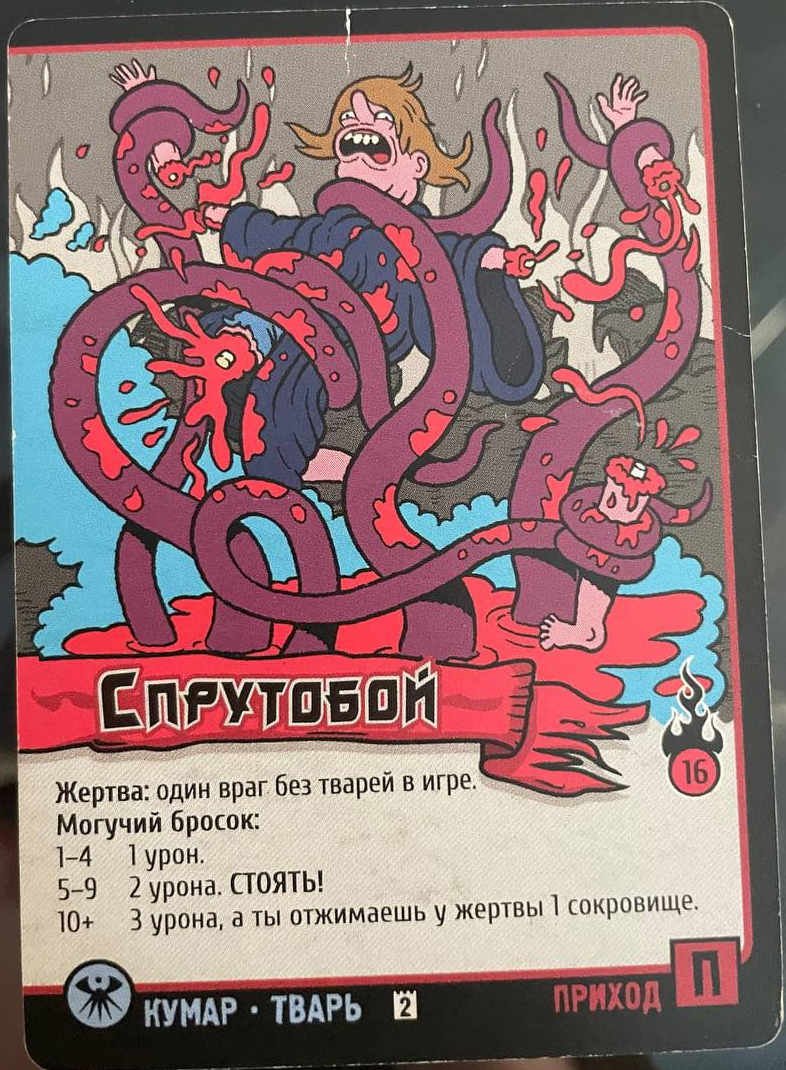 Спрутобой
16
Жертва: один враг без тварей в игре.
Могучий бросок:
1–4 1 урон.
5–9 2 урона. СТОЯТЬ!
10+ 3 урона, а ты отжимаешь у жертвы 1 сокровище.
КУМАР · ТВАРЬ 2 ПРИХОД П